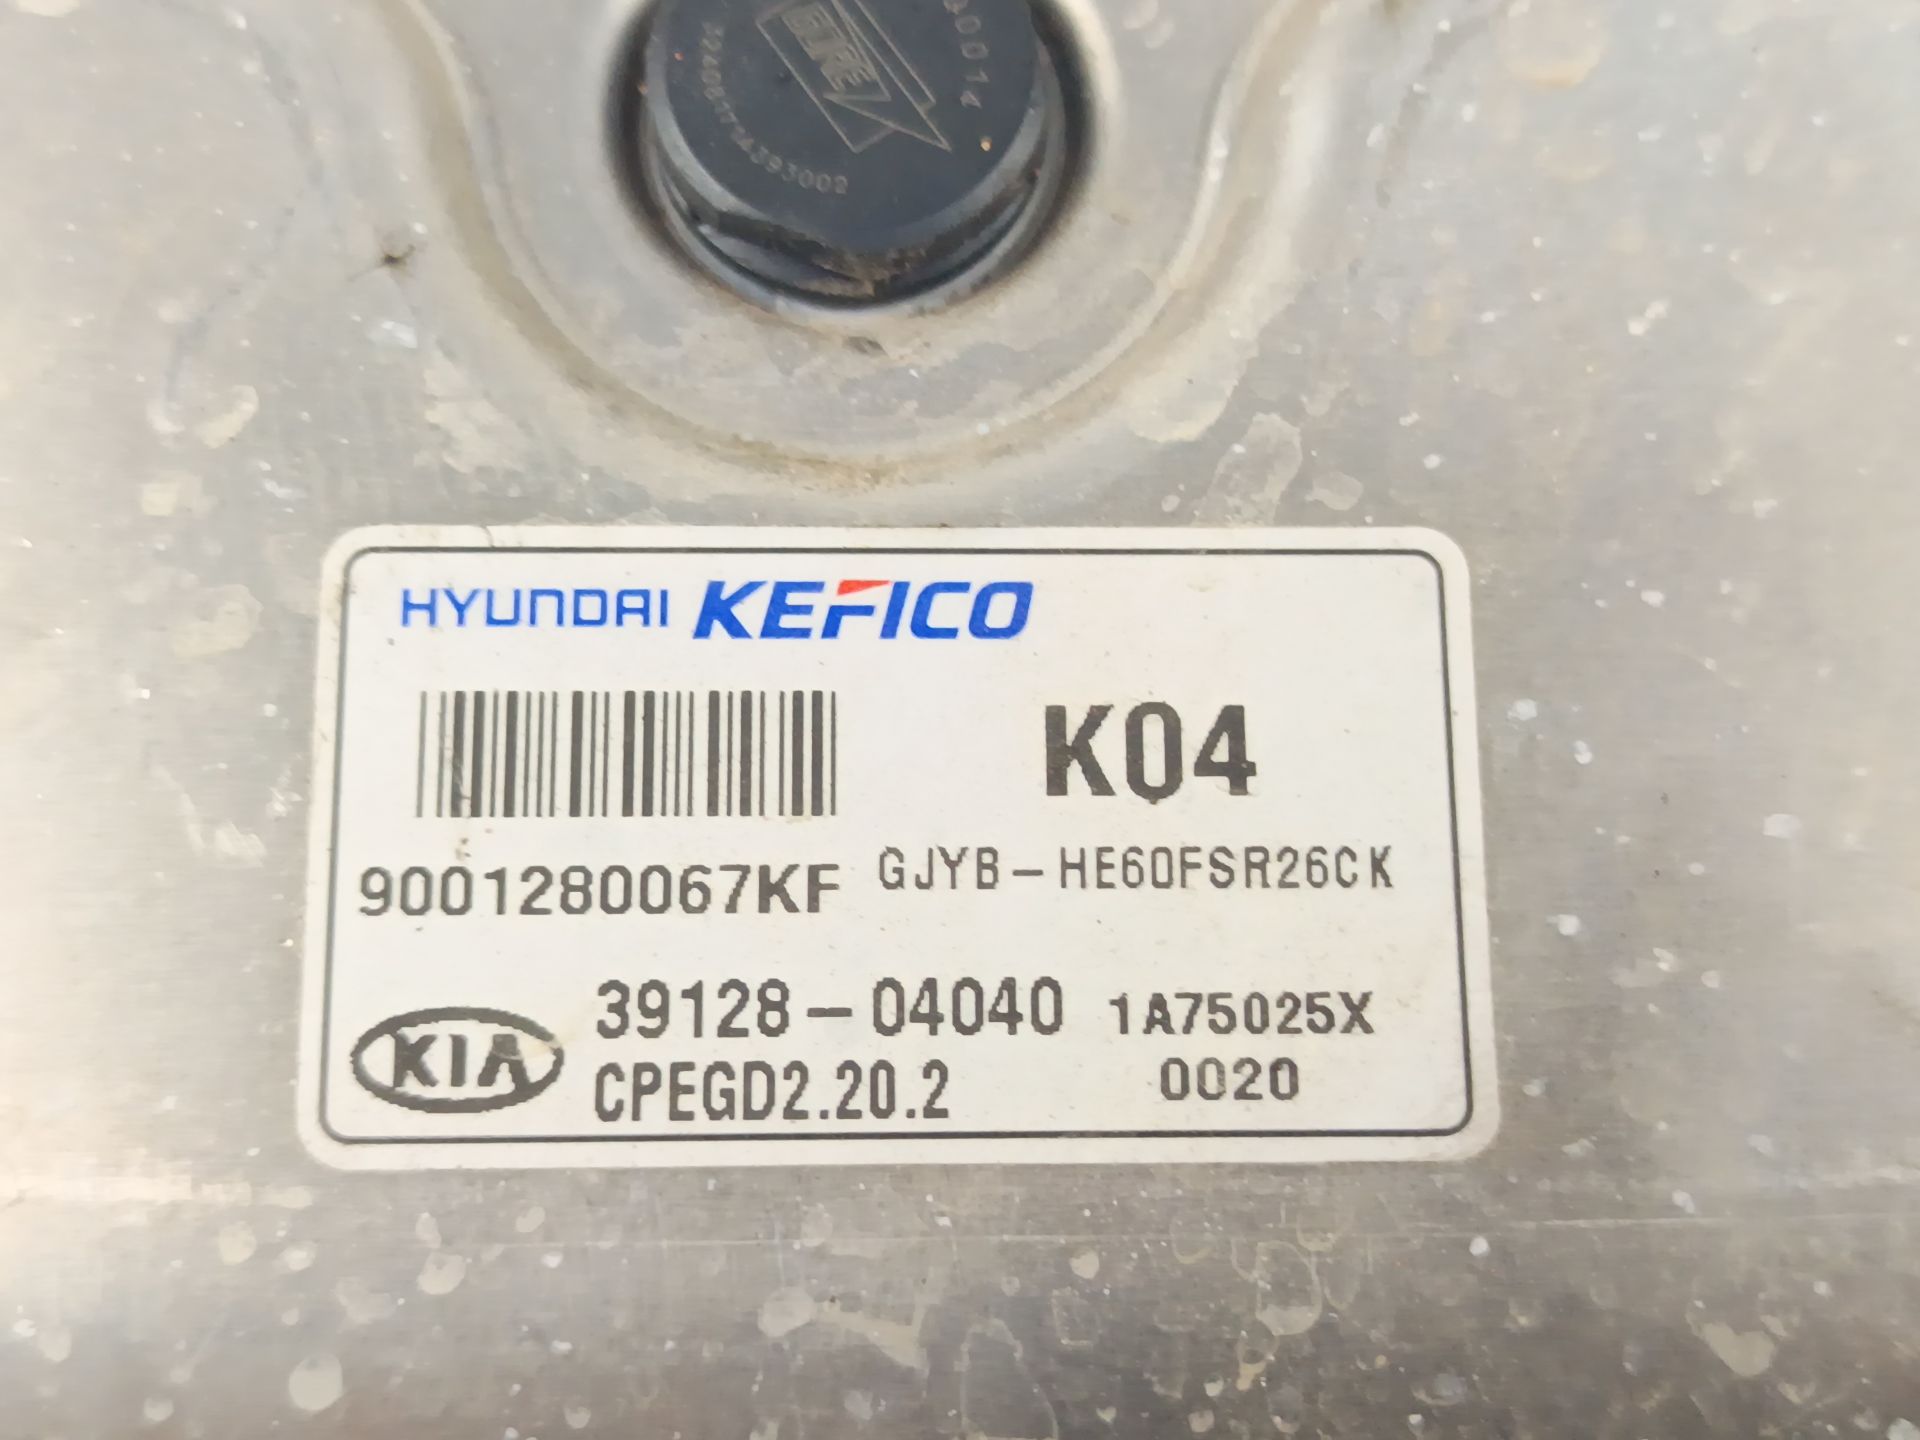 HYUNDAI KEFICO
K04
9001280067KF GJYB-HE60FSR26CK
KIA
39128-04040 1A75025X
CPEGD2.20.2 0020